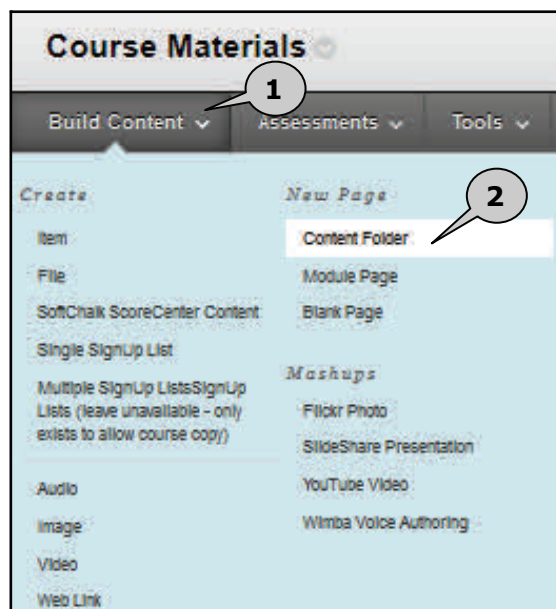 Course Materials
1
Build Content
Assessments
Tools
Create
Item
File
SoftChalk ScoreCenter Content
Single SignUp List
Multiple SignUp ListsSignUp
Lists (leave unavailable - only
exists to allow course copy)
Audio
Image
Video
Web Link
New Page
2
Content Folder
Module Page
Blank Page
Mashups
Flickr Photo
SlideShare Presentation
YouTube Video
Wimba Voice Authoring